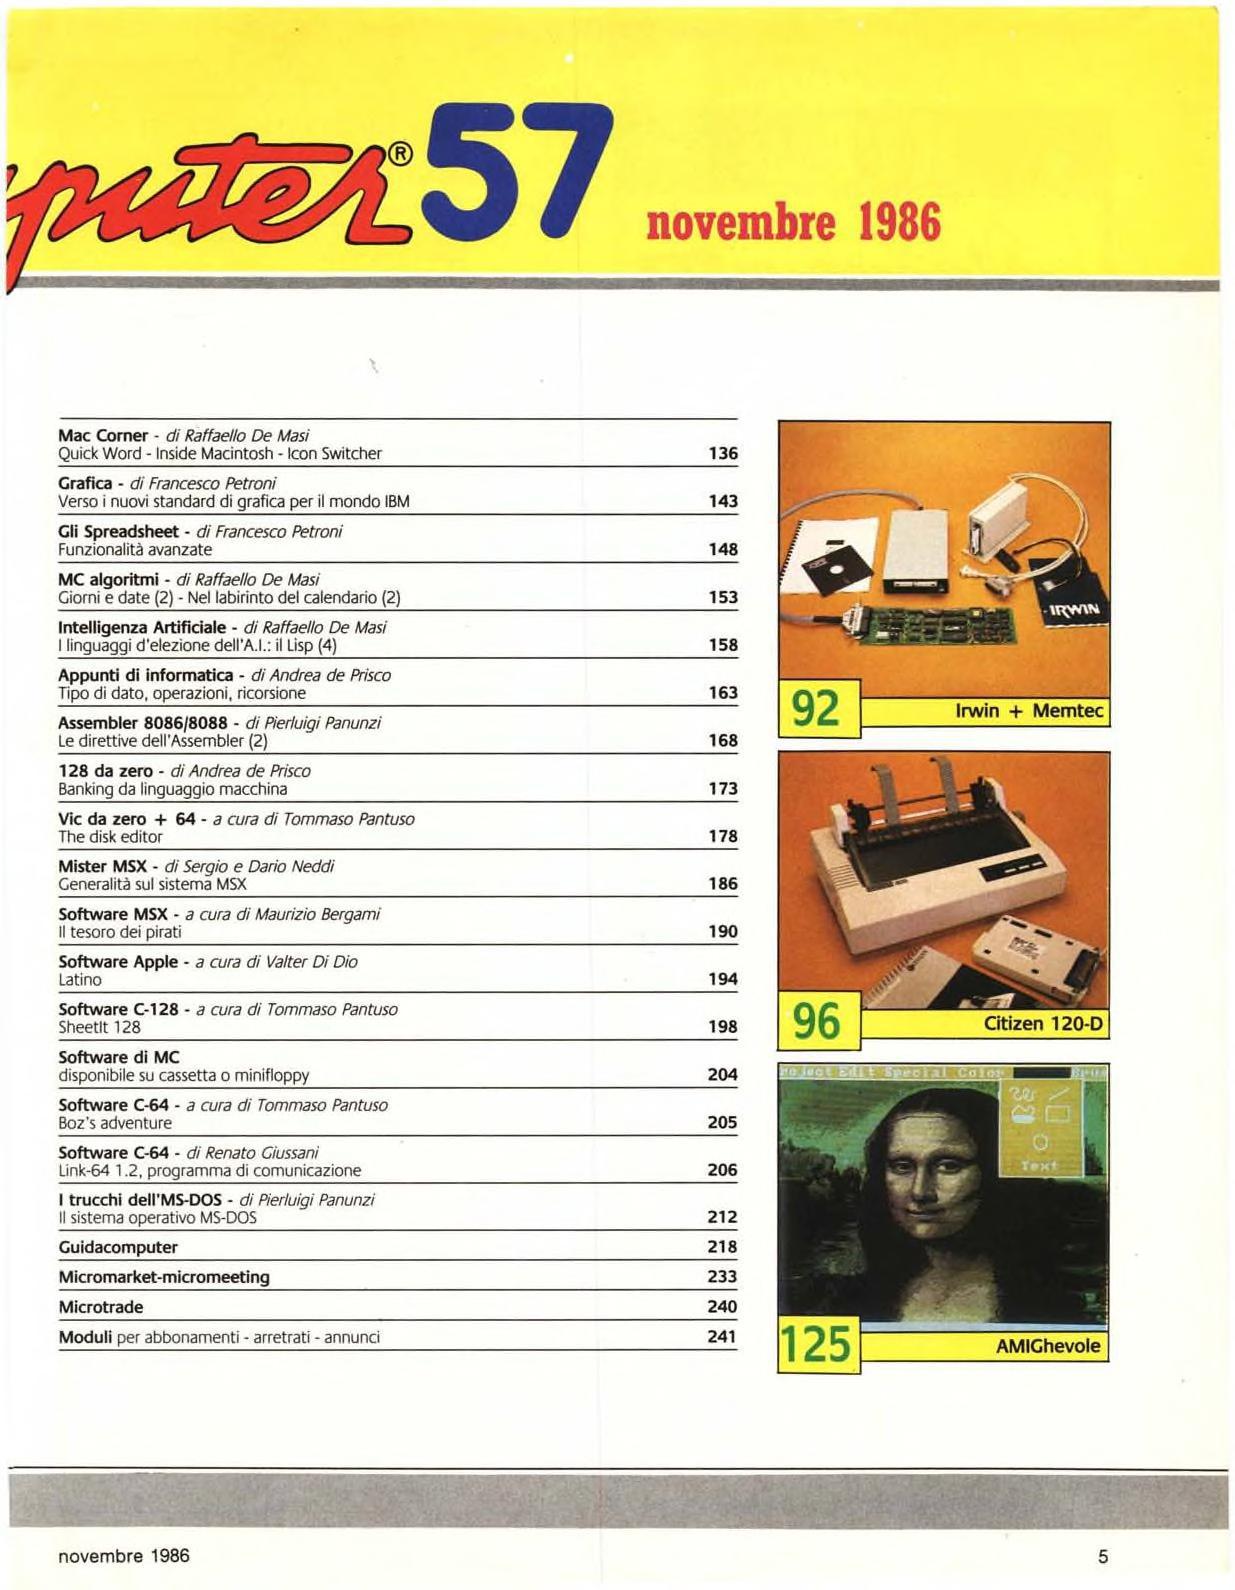 puter® 57
novembre 1986
Mac Corner - di Raffaello De Masi
Quick Word - Inside Macintosh - Icon Switcher 136
Grafica - di Francesco Petroni
Verso i nuovi standard di grafica per il mondo IBM 143
Gli Spreadsheet - di Francesco Petroni
Funzionalità avanzate 148
MC algoritmi - di Raffaello De Masi
Giorni e date (2) - Nel labirinto del calendario (2) 153
Intelligenza Artificiale - di Raffaello De Masi
I linguaggi d'elezione dell'A.I.: il Lisp (4) 158
Appunti di informatica - di Andrea de Prisco
Tipo di dato, operazioni, ricorsione 163
Assembler 8086/8088 - di Pierluigi Panunzi
Le direttive dell'Assembler (2) 168
128 da zero - di Andrea de Prisco
Banking da linguaggio macchina 173
Vic da zero + 64 - a cura di Tommaso Pantuso
The disk editor 178
Mister MSX - di Sergio e Dario Neddi
Generalità sul sistema MSX 186
Software MSX - a cura di Maurizio Bergami
Il tesoro dei pirati 190
Software Apple - a cura di Valter Di Dio
Latino 194
Software C-128 - a cura di Tommaso Pantuso
SheetIt 128 198
Software di MC
disponibile su cassetta o minifloppy 204
Software C-64 - a cura di Tommaso Pantuso
Boz's adventure 205
Software C-64 - di Renato Giussani
Link-64 1.2, programma di comunicazione 206
I trucchi dell'MS-DOS - di Pierluigi Panunzi
Il sistema operativo MS-DOS 212
Guidacomputer 218
Micromarket-micromeeting 233
Microtrade 240
Moduli per abbonamenti - arretrati - annunci 241
IRWIN
92 Irwin + Memtec
96 Citizen 120-D
Edit Special Color
Text
125 AMIGhevole
novembre 1986 5